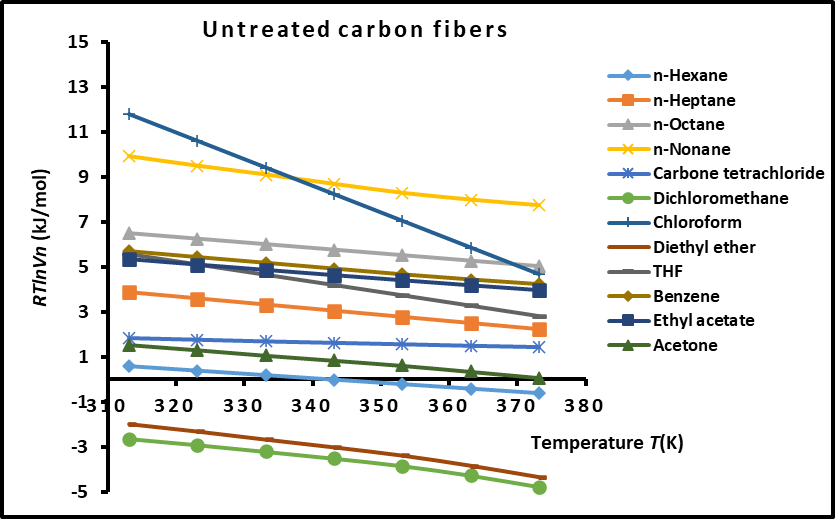 Untreated carbon fibers
15
13
11
9
7
5
3
1
-1
-3
-5
RTlnVn (kJ/mol)
310 320 330 340 350 360 370 380
Temperature T(K)
n-Hexane
n-Heptane
n-Octane
n-Nonane
Carbone tetrachloride
Dichloromethane
Chloroform
Diethyl ether
THF
Benzene
Ethyl acetate
Acetone